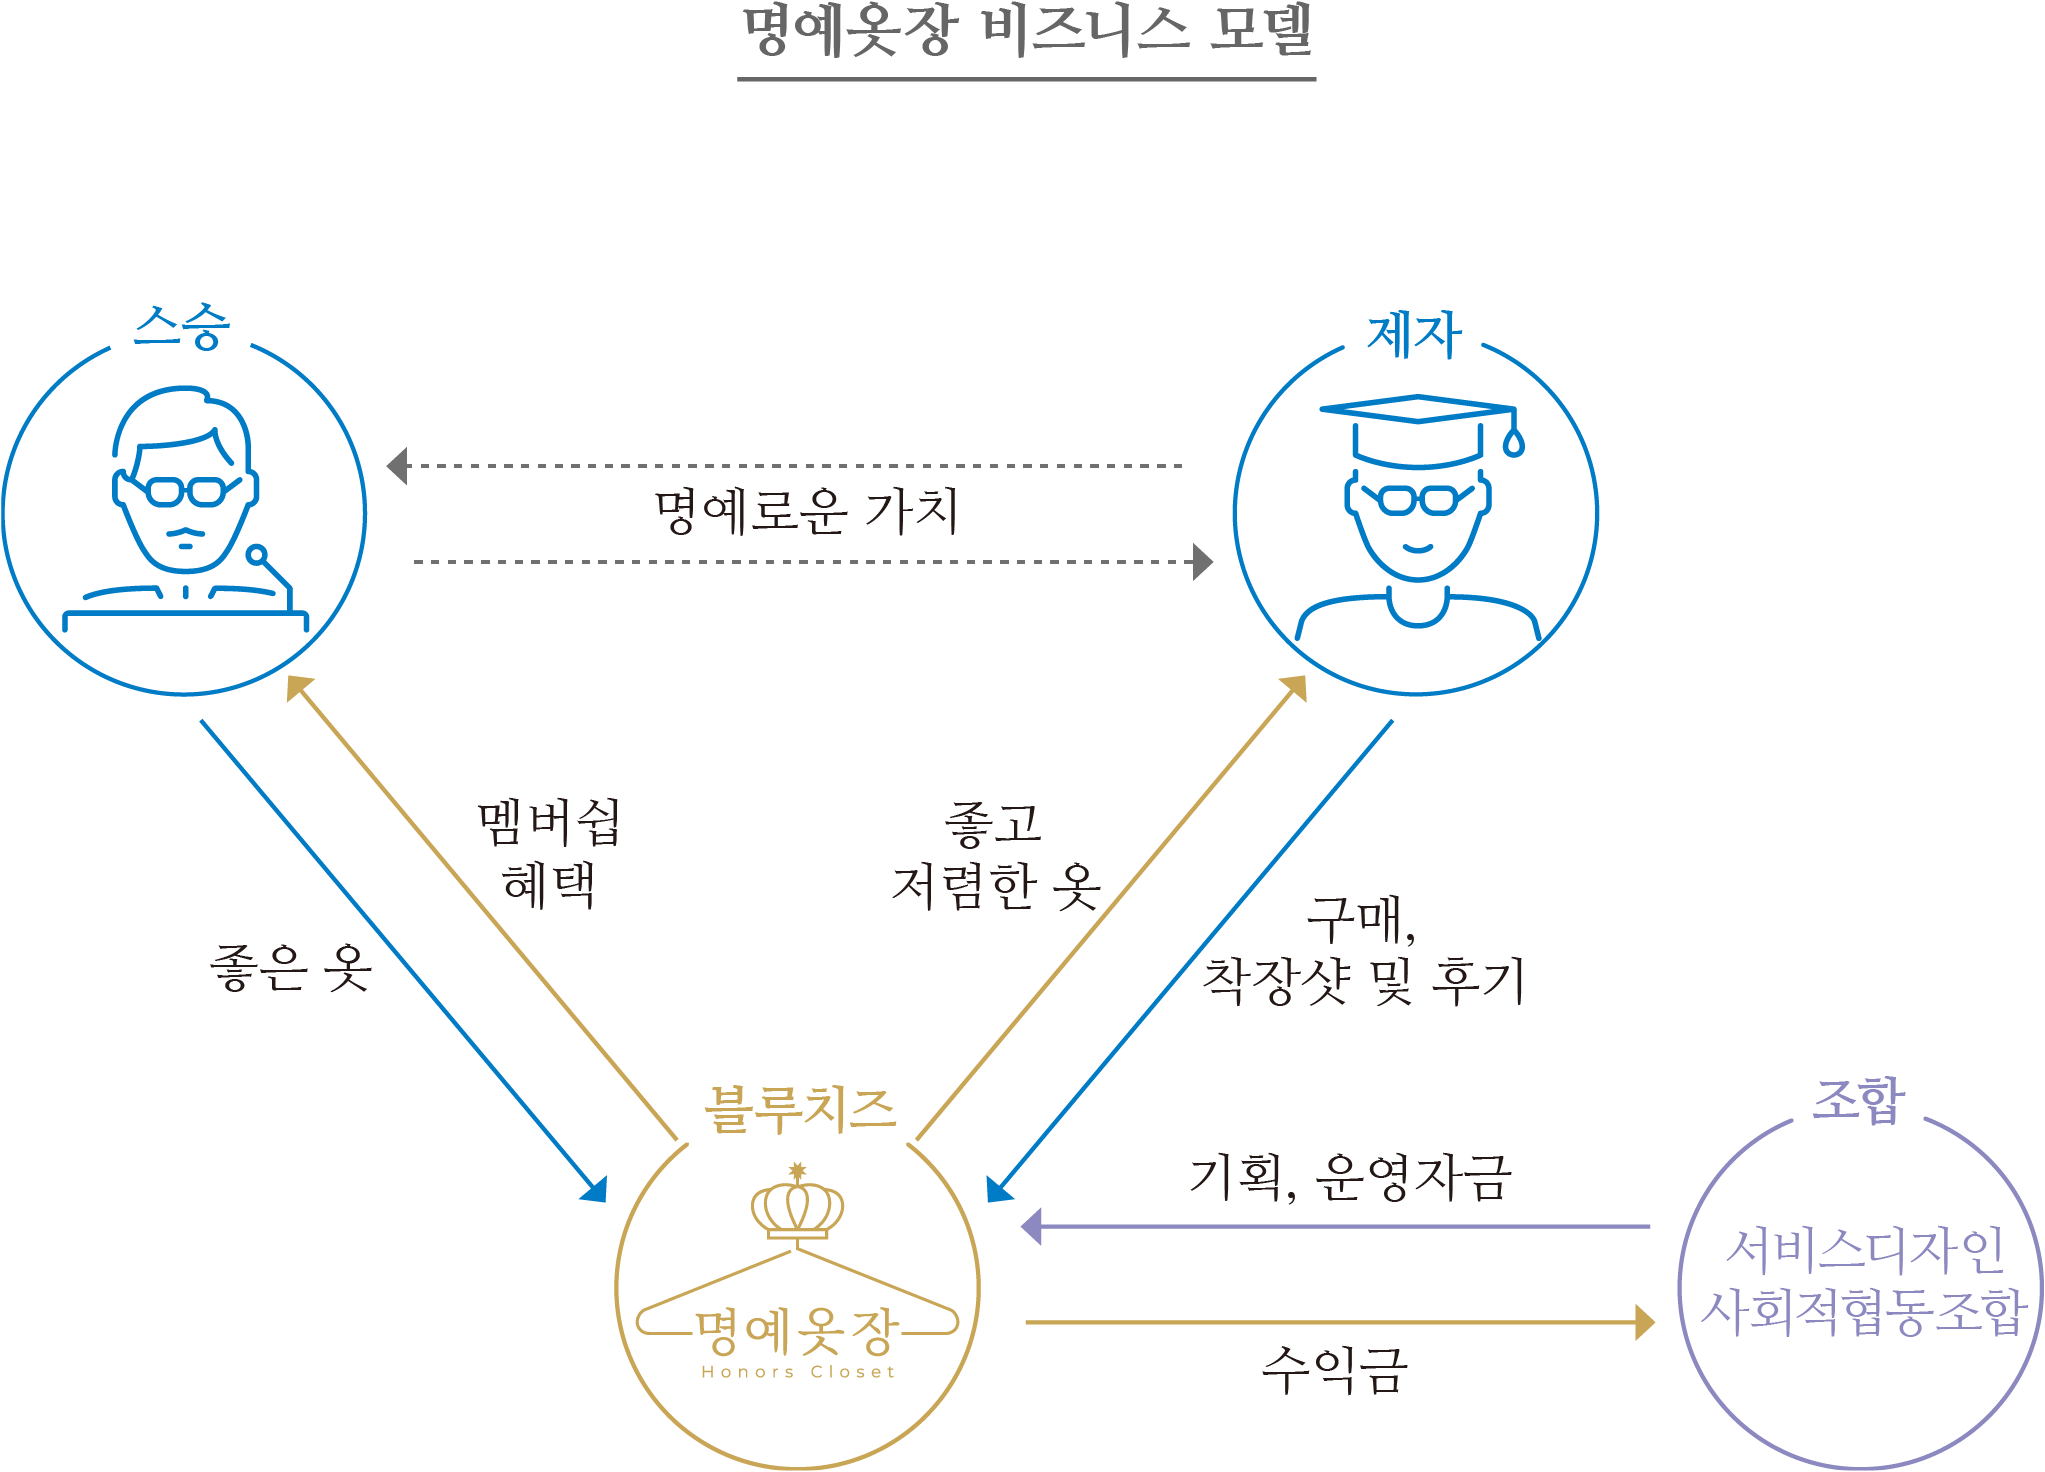 명예옷장 비즈니스 모델
스승
제자
명예로운 가치
멤버쉽
혜택
좋고
저렴한 옷
좋은 옷
구매,
착장샷 및 후기
블루치즈
조합
기획, 운영자금
서비스디자인
사회적협동조합
명예옷장
Honors Closet
수익금